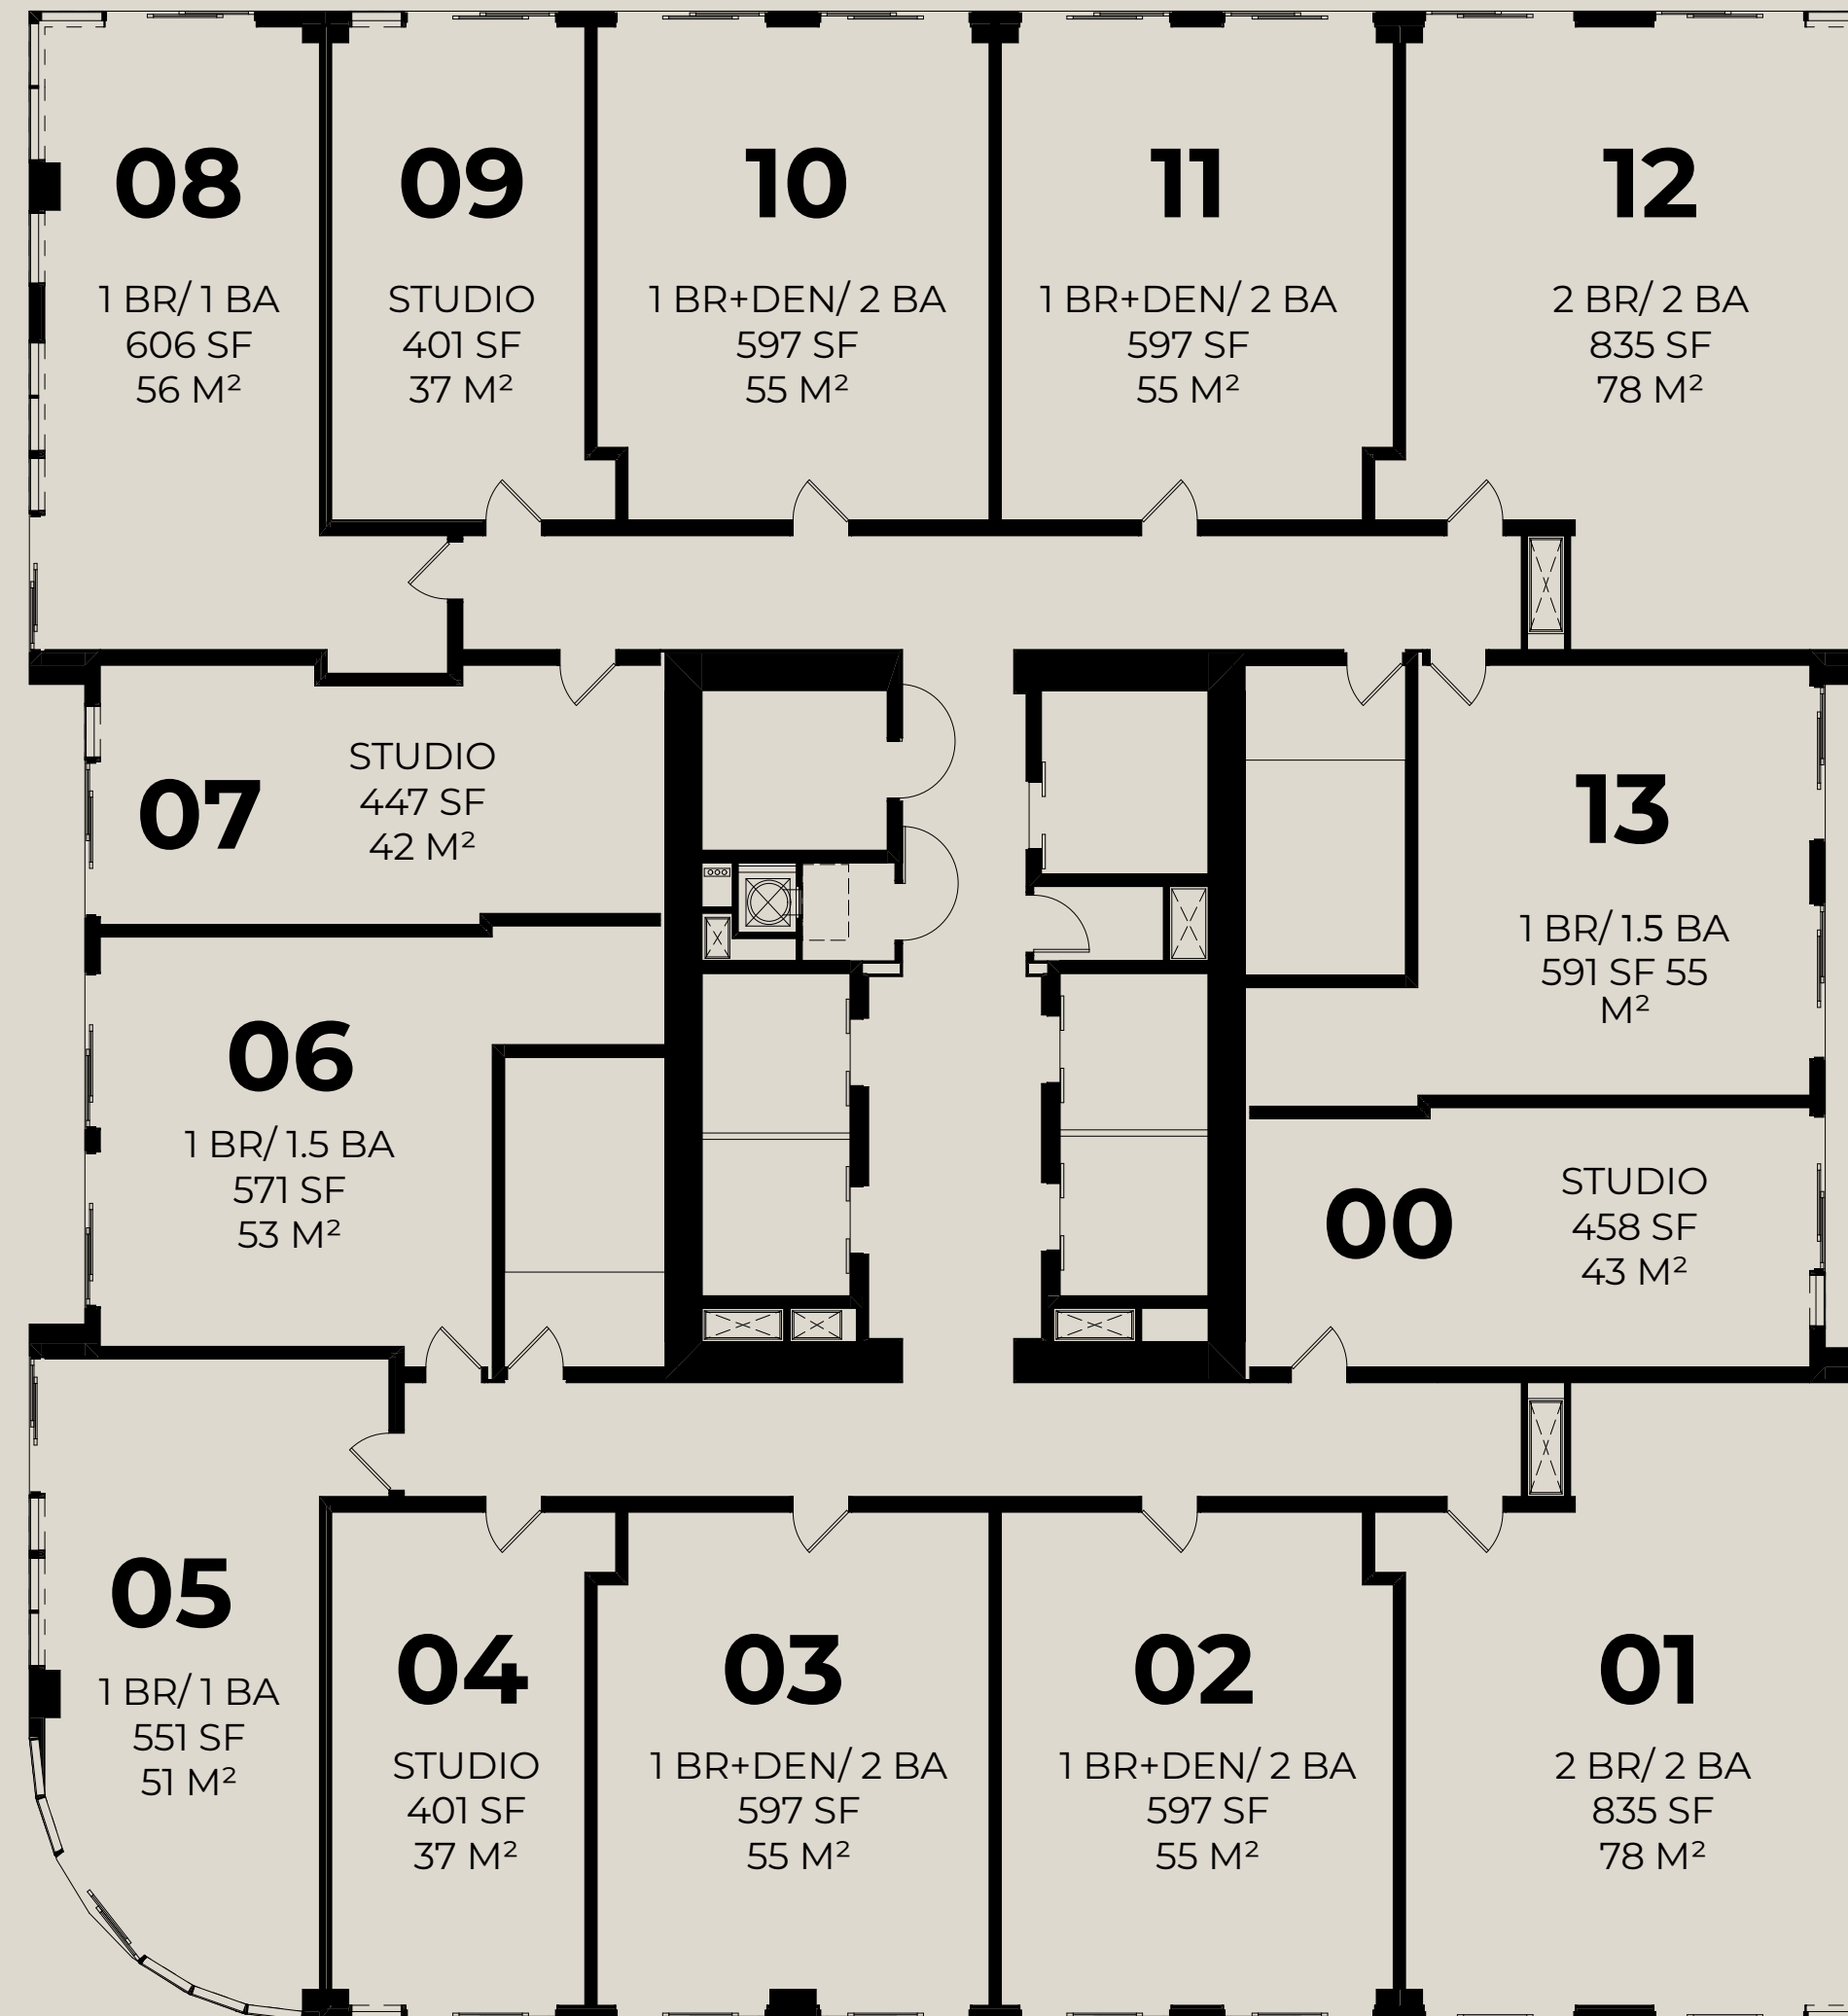 08
1 BR/ 1 BA
606 SF
56 M²
09
STUDIO
401 SF
37 M²
10
1 BR+DEN/ 2 BA
597 SF
55 M²
11
1 BR+DEN/ 2 BA
597 SF
55 M²
12
2 BR/ 2 BA
835 SF
78 M²
07
STUDIO
447 SF
42 M²
13
1 BR/ 1.5 BA
591 SF 55
M²
06
1 BR/ 1.5 BA
571 SF
53 M²
00
STUDIO
458 SF
43 M²
05
1 BR/ 1 BA
551 SF
51 M²
04
STUDIO
401 SF
37 M²
03
1 BR+DEN/ 2 BA
597 SF
55 M²
02
1 BR+DEN/ 2 BA
597 SF
55 M²
01
2 BR/ 2 BA
835 SF
78 M²